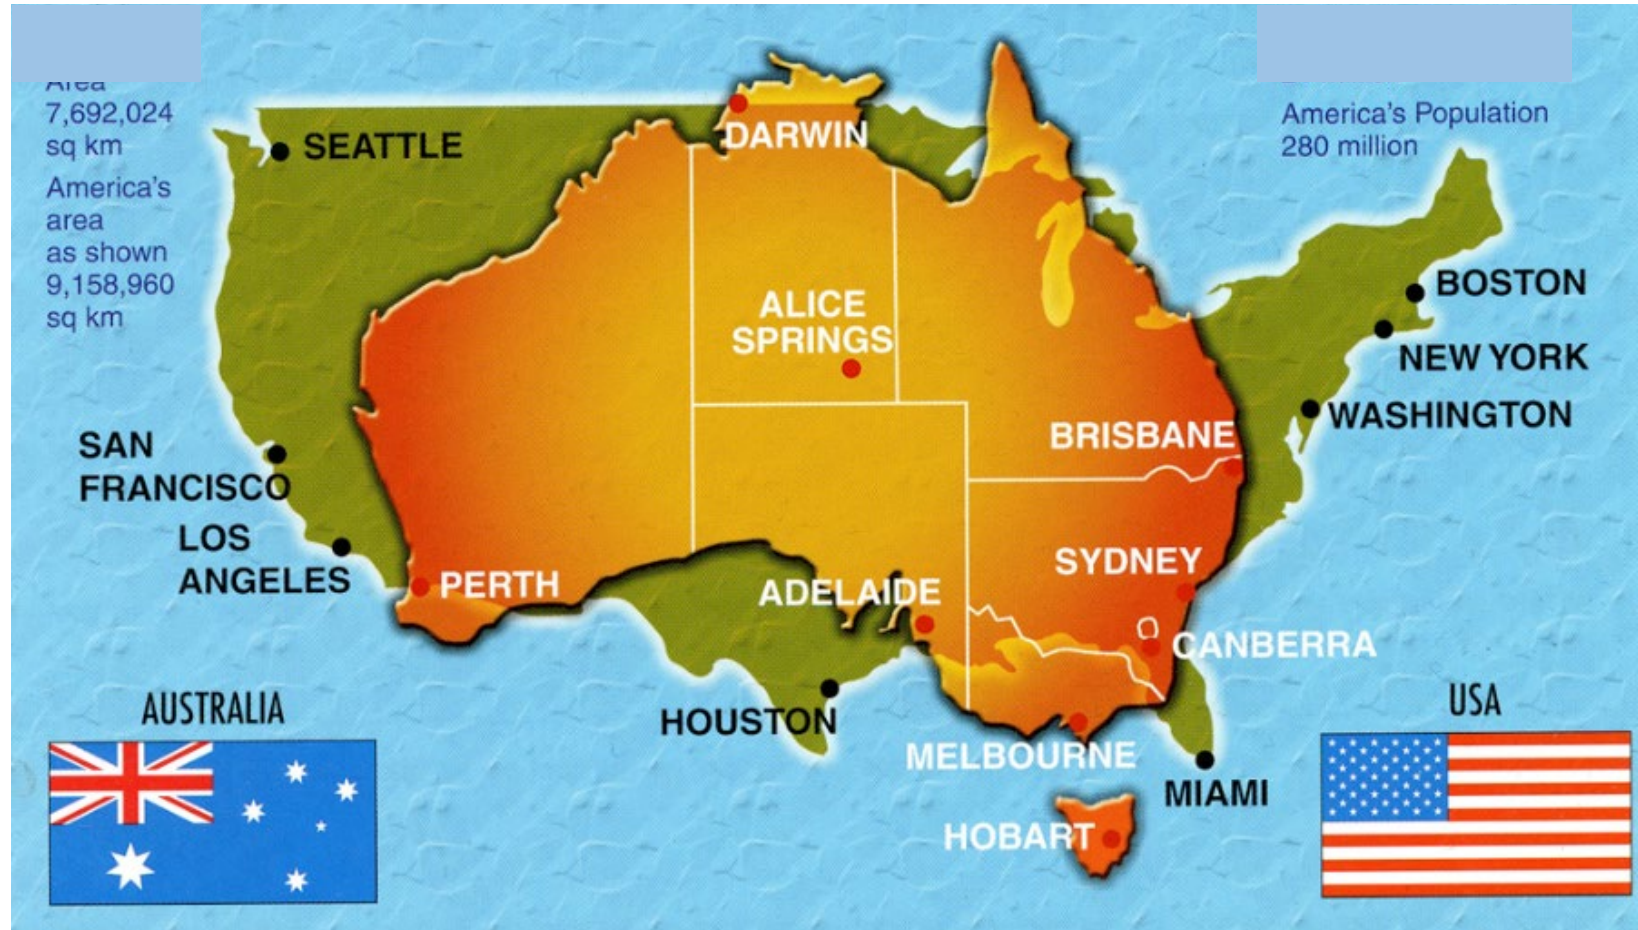 Area
7,692,024
sq km
America's
area
as shown
9,158,960
sq km
America's Population
280 million
SEATTLE
DARWIN
ALICE
SPRINGS
BOSTON
NEW YORK
WASHINGTON
BRISBANE
SAN
FRANCISCO
LOS
ANGELES
PERTH
ADELAIDE
SYDNEY
CANBERRA
HOUSTON
MELBOURNE
MIAMI
HOBART
AUSTRALIA
USA